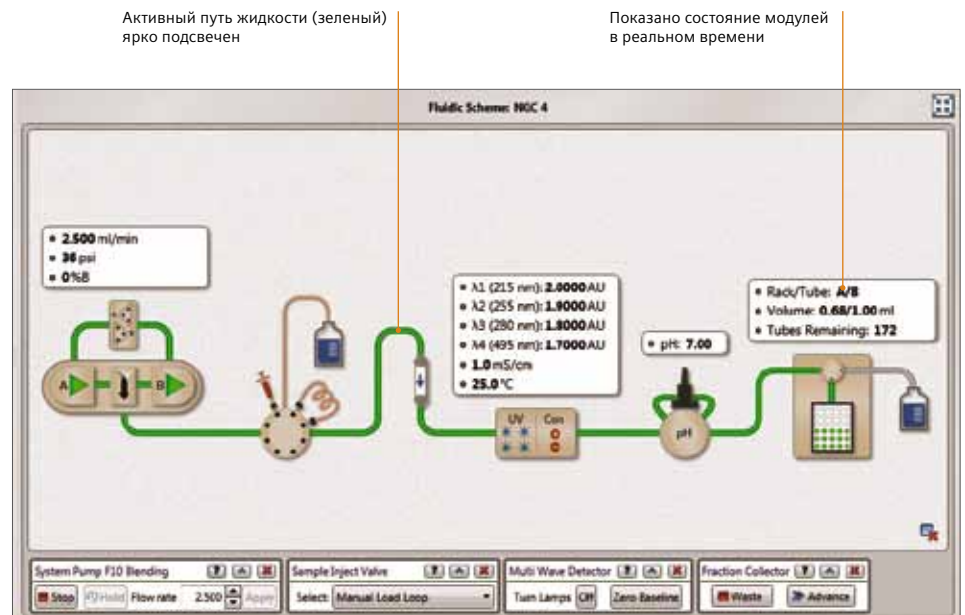 Активный путь жидкости (зеленый)
ярко подсвечен
Показано состояние модулей
в реальном времени
Fluidic Scheme: NGC 4
2.500 ml/min
36 psi
0%B
A
B
λ1 (215 nm): 2.0000 AU
λ2 (255 nm): 1.9000 AU
λ3 (280 nm): 1.8000 AU
λ4 (495 nm): 1.7000 AU
1.0 mS/cm
25.0 °C
UV
Con
pH: 7.00
pH
Rack/Tube: A/8
Volume: 0.68/1.00 ml
Tubes Remaining: 172
System Pump F10 Blending
Stop Hold Flow rate 2.500 Apply
Sample Inject Valve
Select: Manual Load Loop
Multi Wave Detector
Turn Lamps Off Zero Baseline
Fraction Collector
Waste Advance